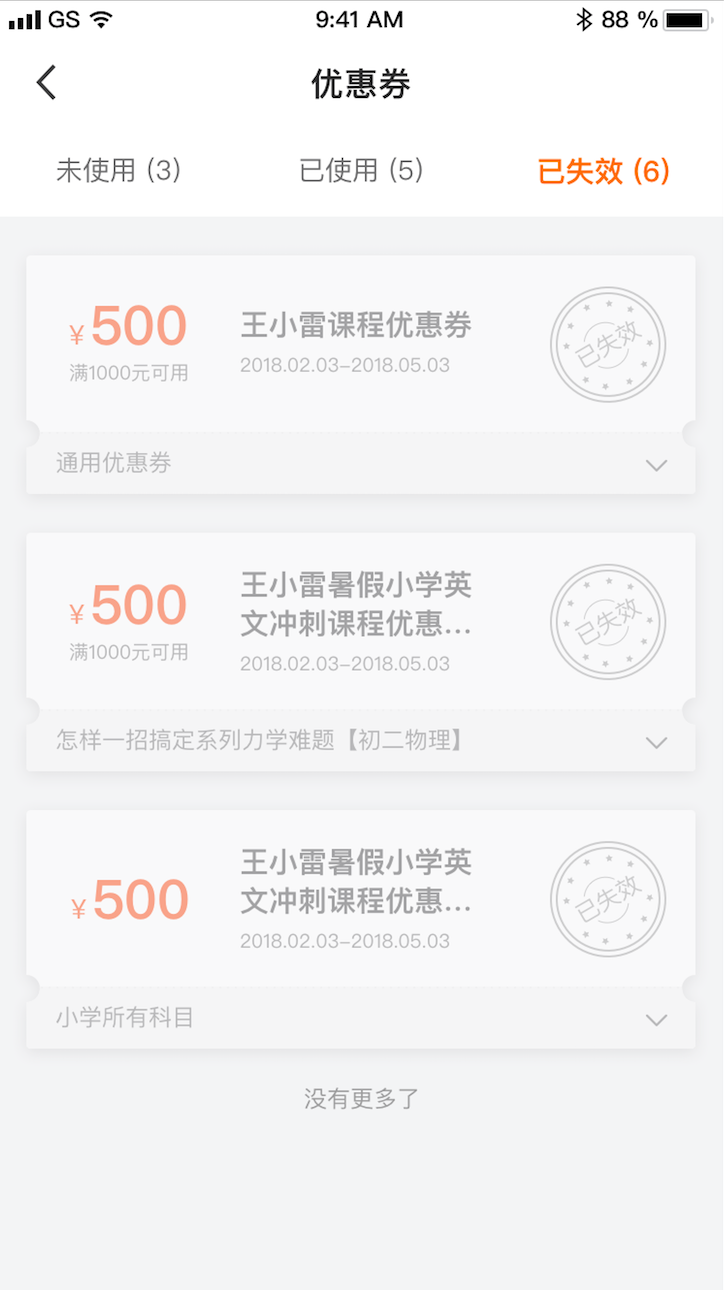 GS 9:41 AM 88 %
优惠券
未使用 (3) 已使用 (5) 已失效 (6)
¥500
满1000元可用
王小雷课程优惠券
2018.02.03–2018.05.03
已失效
通用优惠券
¥500
满1000元可用
王小雷暑假小学英
文冲刺课程优惠...
2018.02.03–2018.05.03
已失效
怎样一招搞定系列力学难题【初二物理】
¥500
王小雷暑假小学英
文冲刺课程优惠...
2018.02.03–2018.05.03
已失效
小学所有科目
没有更多了